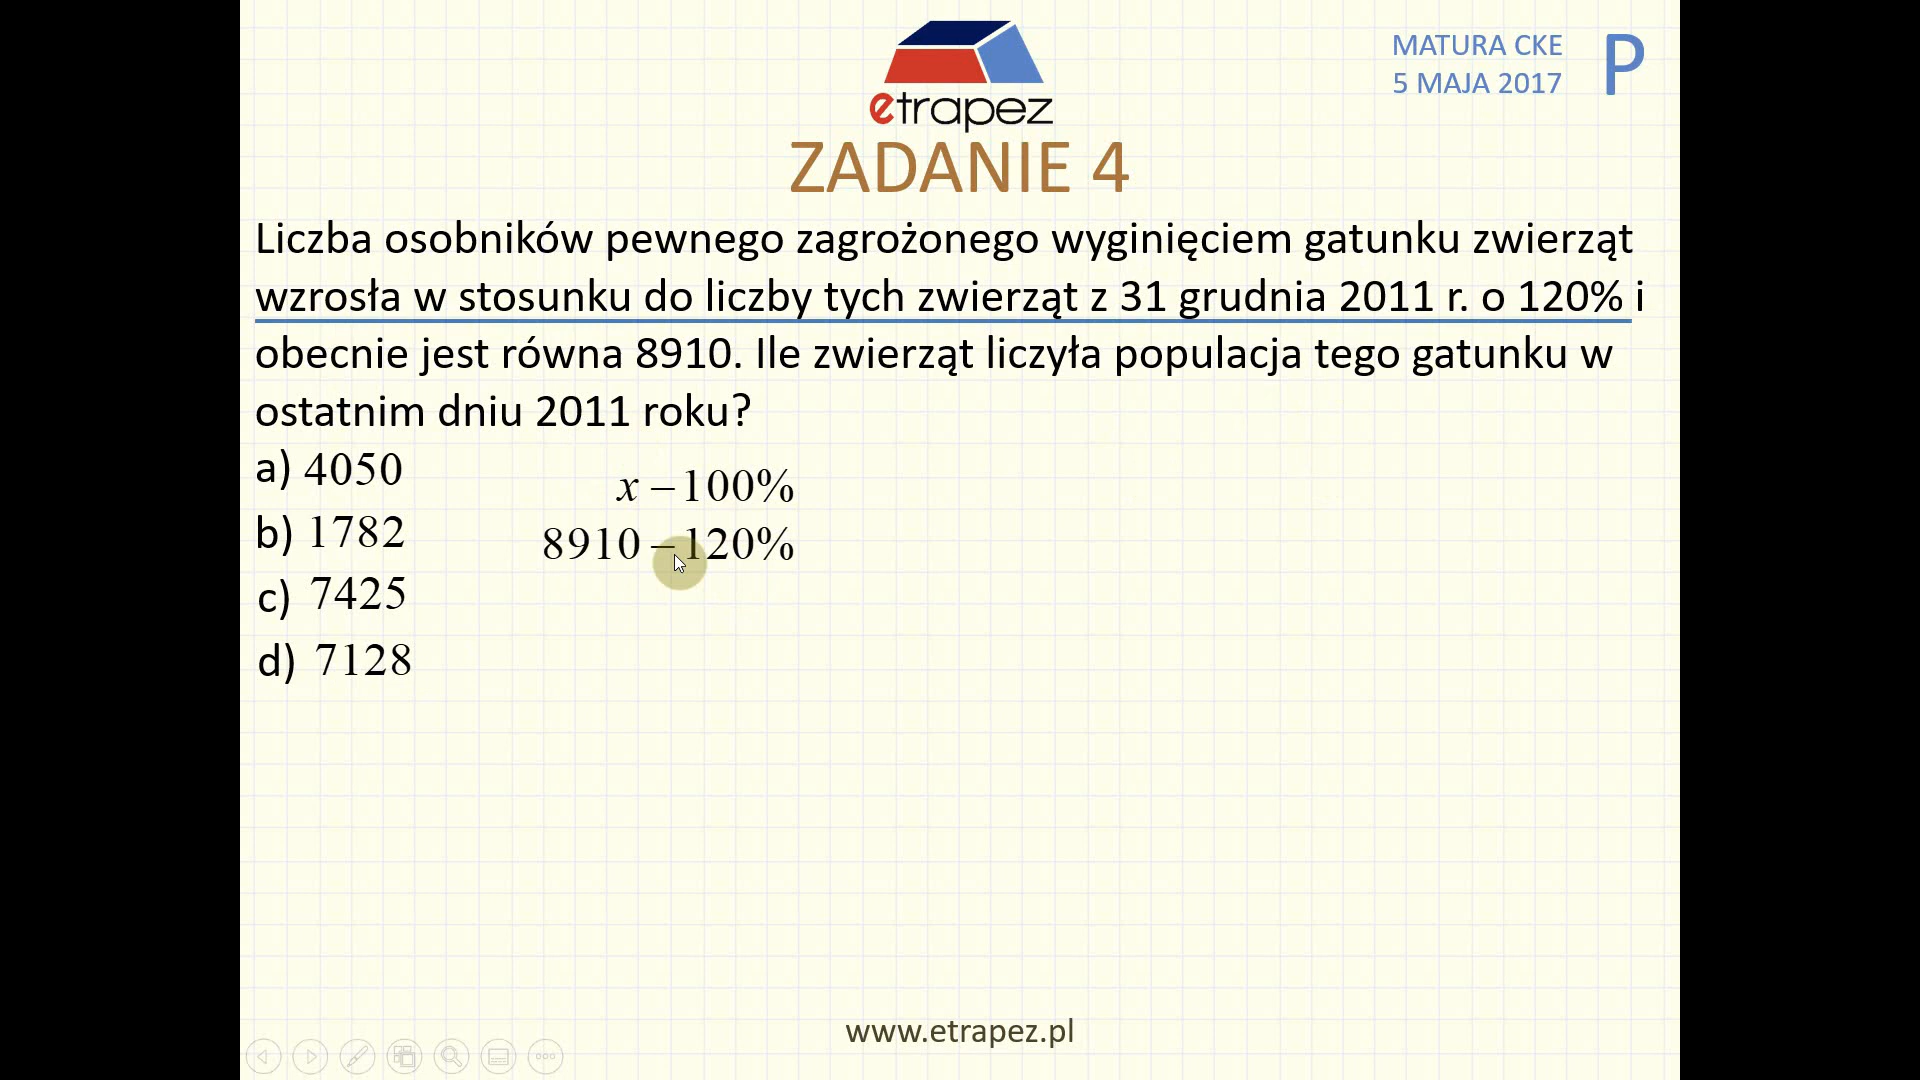 etrapez
MATURA CKE
5 MAJA 2017
P
ZADANIE 4
Liczba osobników pewnego zagrożonego wyginięciem gatunku zwierząt
wzrosła w stosunku do liczby tych zwierząt z 31 grudnia 2011 r. o 120% i
obecnie jest równa 8910. Ile zwierząt liczyła populacja tego gatunku w
ostatnim dniu 2011 roku?
a) 4050
b) 1782
c) 7425
d) 7128
x – 100%
8910 – 120%
www.etrapez.pl